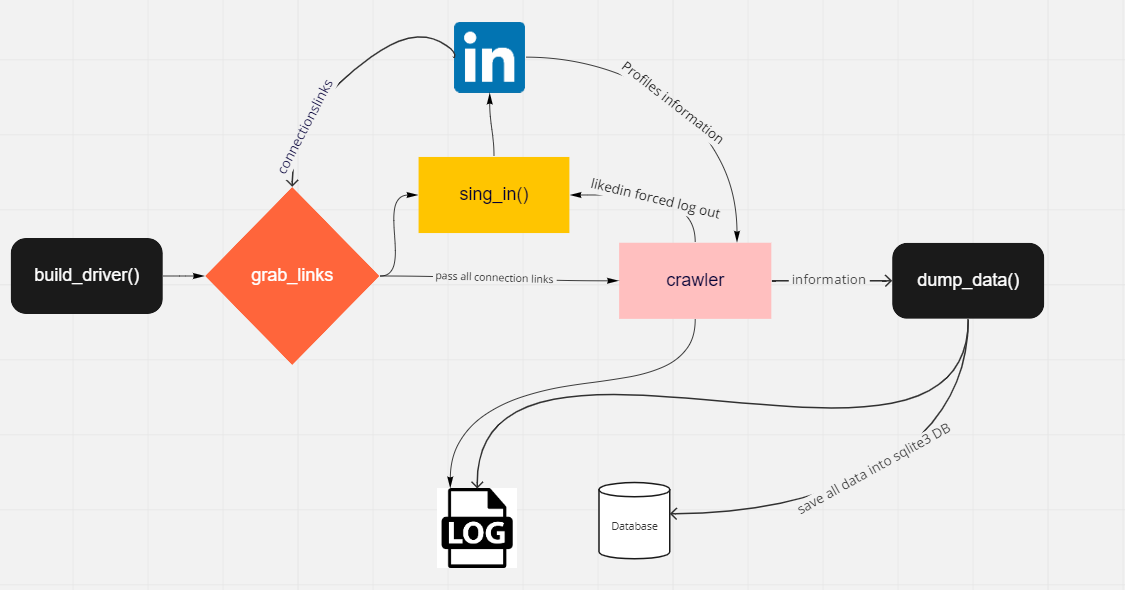 in
Profiles information
connectionslinks
sing_in()
likedin forced log out
build_driver()
grab_links
pass all connection links
crawler
information
dump_data()
save all data into sqlite3 DB
LOG
Database